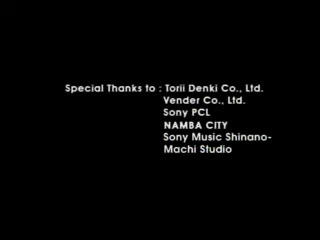 Special Thanks to : Torii Denki Co., Ltd.
Vender Co., Ltd.
Sony PCL
NAMBA CITY
Sony Music Shinano-
Machi Studio